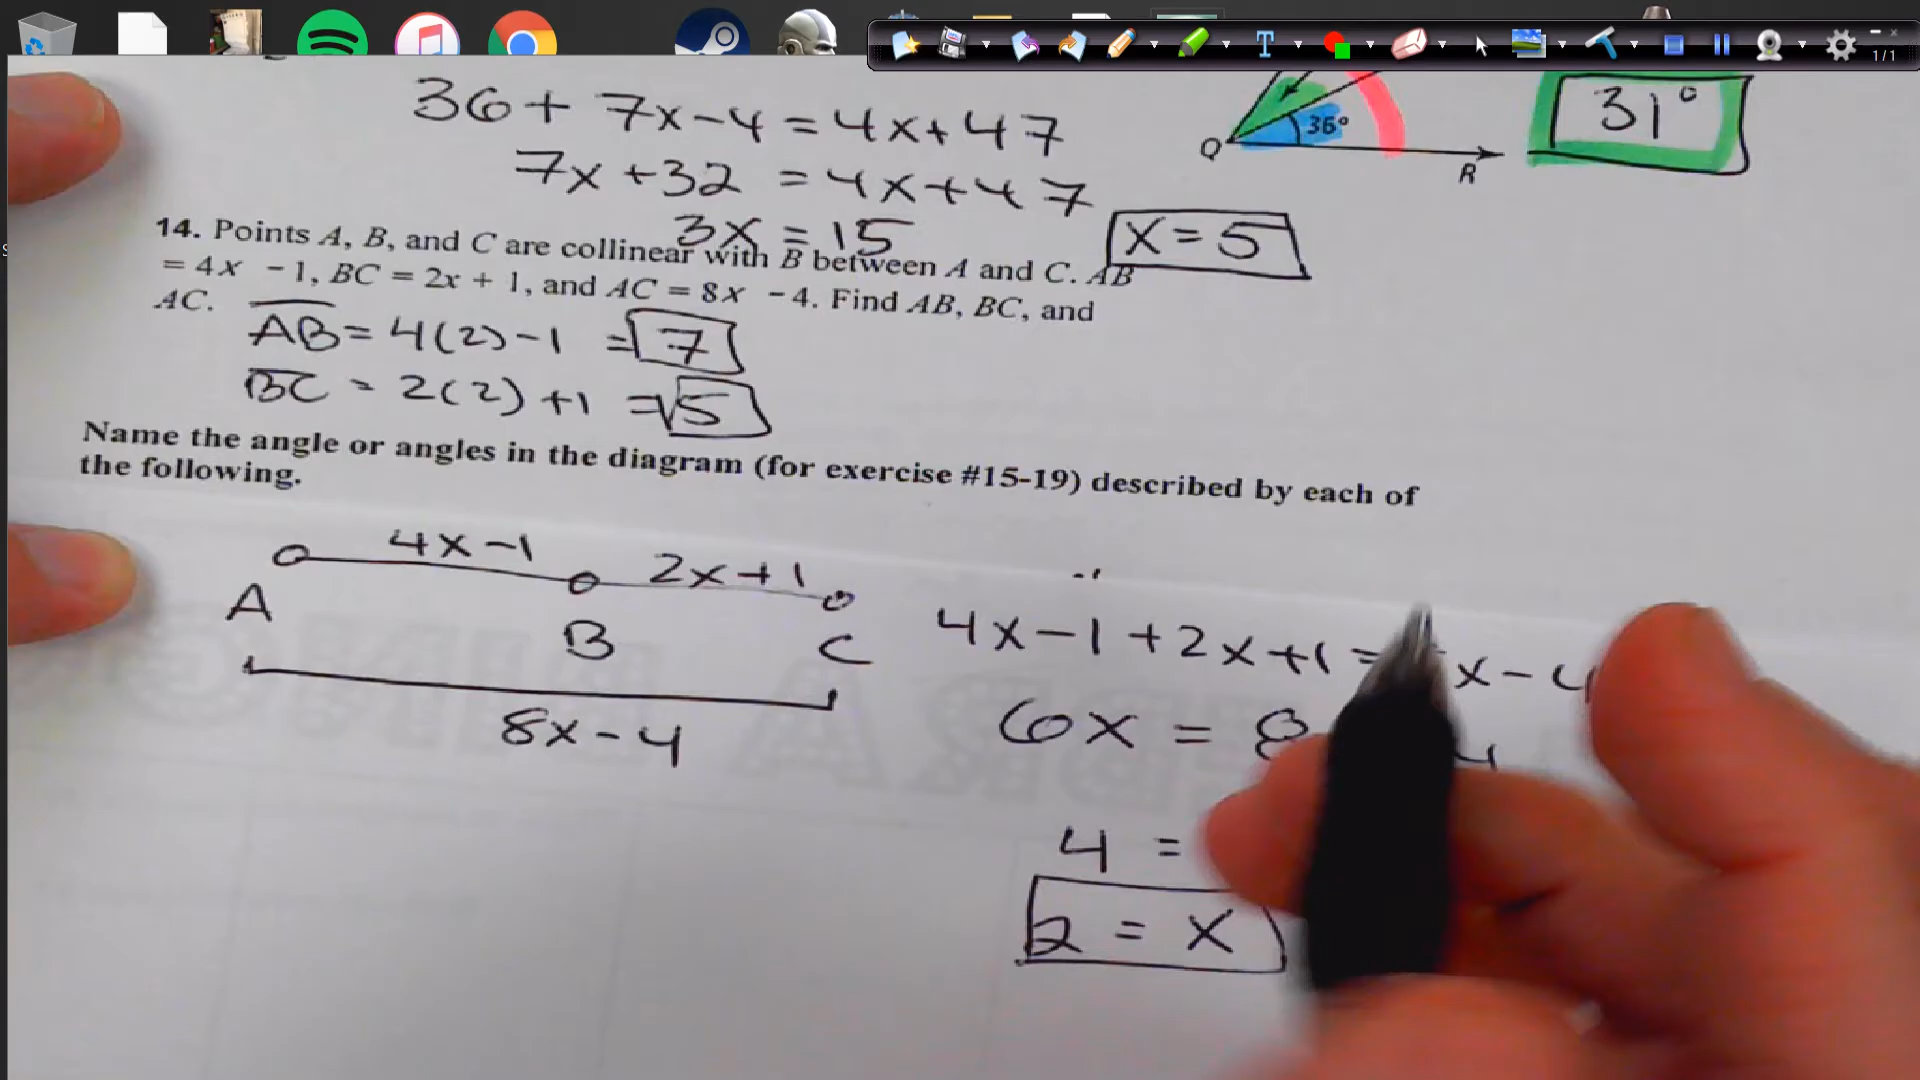 1/1
36 + 7x - 4 = 4x + 47
7x + 32 = 4x + 47
3x = 15
x = 5
Q
36°
R
31°
14. Points A, B, and C are collinear with B between A and C. AB
= 4x - 1, BC = 2x + 1, and AC = 8x - 4. Find AB, BC, and
AC.
AB = 4(2) - 1 = 7
BC = 2(2) + 1 = 5
Name the angle or angles in the diagram (for exercise #15-19) described by each of
the following.
4x - 1
2x + 1
A
B
C
8x - 4
4x - 1 + 2x + 1 = x - 4
6x = 8 4
4 =
2 = x